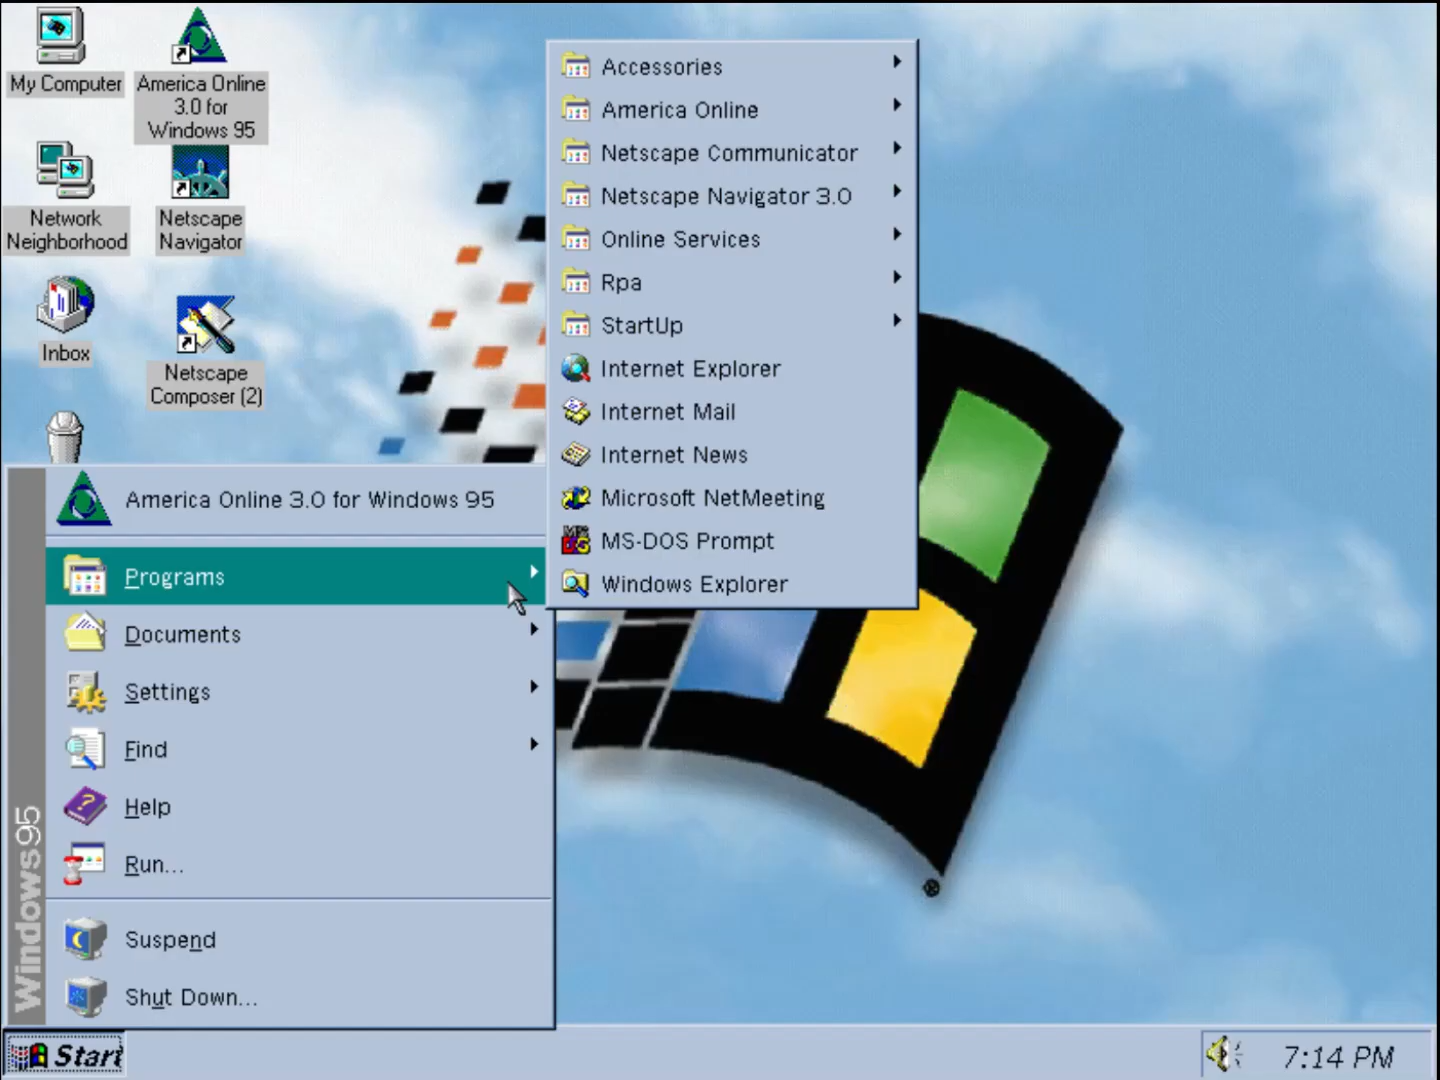 My Computer
America Online
3.0 for
Windows 95
Network
Neighborhood
Netscape
Navigator
Inbox
Netscape
Composer (2)
America Online 3.0 for Windows 95
Programs
Documents
Settings
Find
Help
Run...
Suspend
Shut Down...
Windows95
Accessories
America Online
Netscape Communicator
Netscape Navigator 3.0
Online Services
Rpa
StartUp
Internet Explorer
Internet Mail
Internet News
Microsoft NetMeeting
MS-DOS Prompt
Windows Explorer
Start
7:14 PM